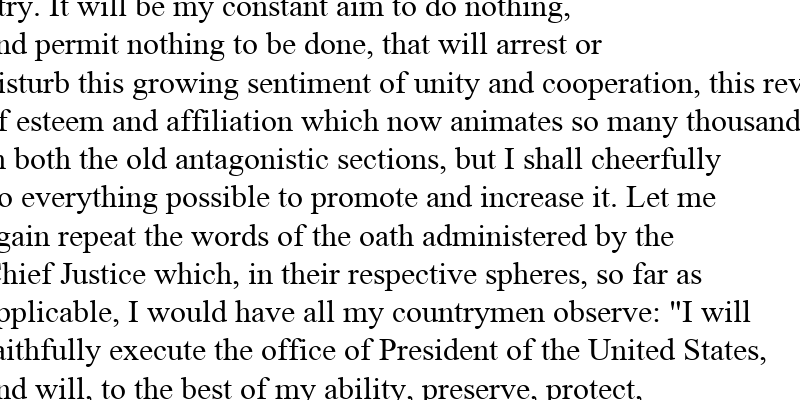 try. It will be my constant aim to do nothing,
nd permit nothing to be done, that will arrest or
isturb this growing sentiment of unity and cooperation, this rev
f esteem and affiliation which now animates so many thousand
n both the old antagonistic sections, but I shall cheerfully
o everything possible to promote and increase it. Let me
gain repeat the words of the oath administered by the
Chief Justice which, in their respective spheres, so far as
pplicable, I would have all my countrymen observe: "I will
aithfully execute the office of President of the United States,
nd will, to the best of my ability, preserve, protect,